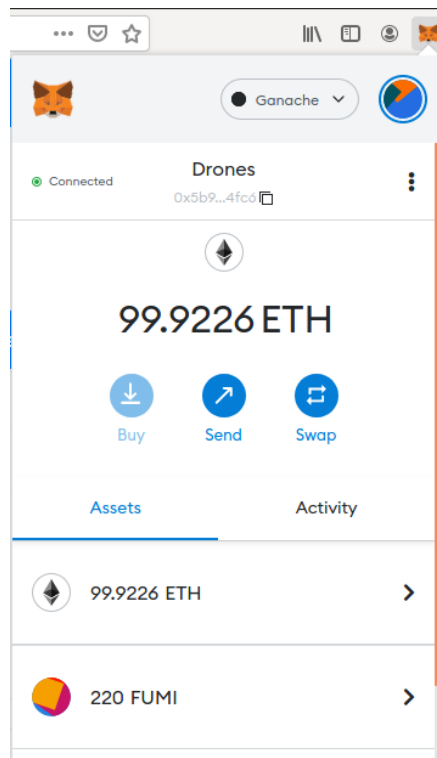 Ganache
Connected
Drones
0x5b9...4fc6
99.9226 ETH
Buy
Send
Swap
Assets
Activity
99.9226 ETH
220 FUMI